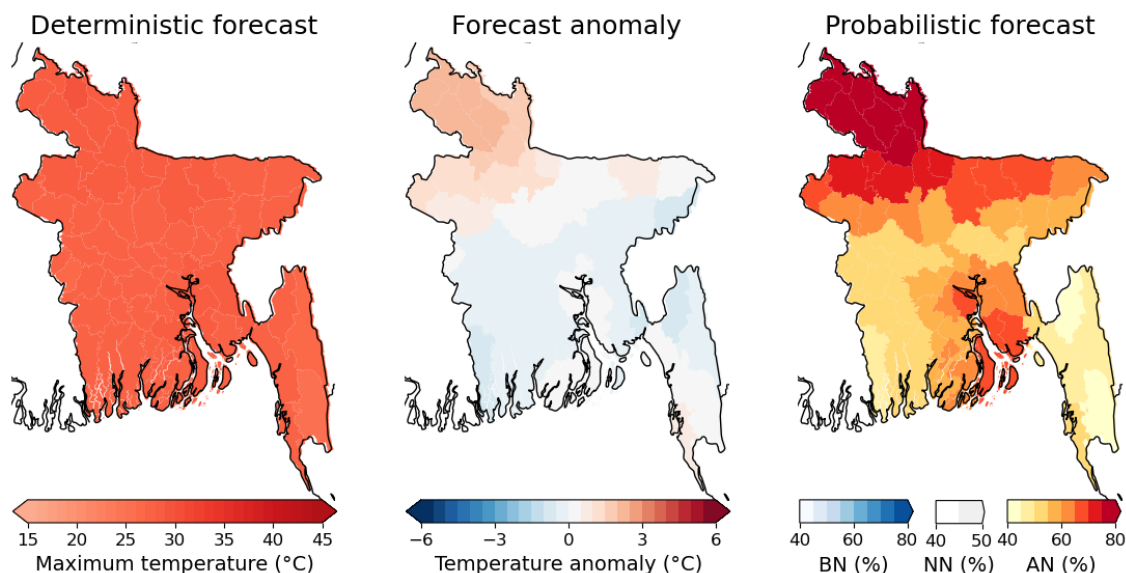 Deterministic forecast
Forecast anomaly
Probabilistic forecast
15 20 25 30 35 40 45
Maximum temperature (°C)
−6 −3 0 3 6
Temperature anomaly (°C)
40 60 80
BN (%)
40 50
NN (%)
40 60 80
AN (%)